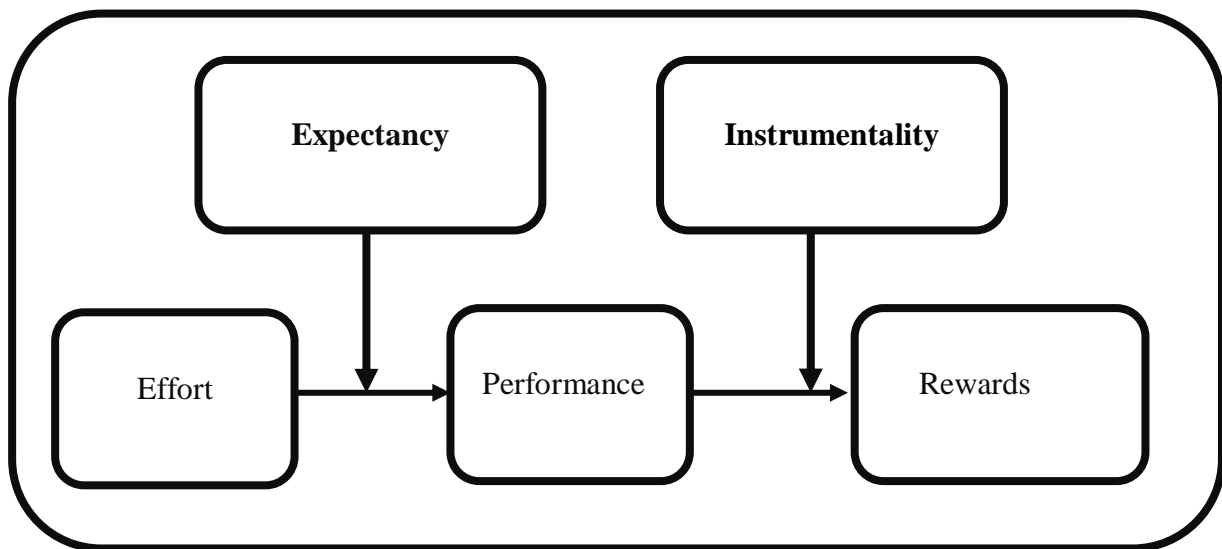 Expectancy
Instrumentality
Effort
Performance
Rewards